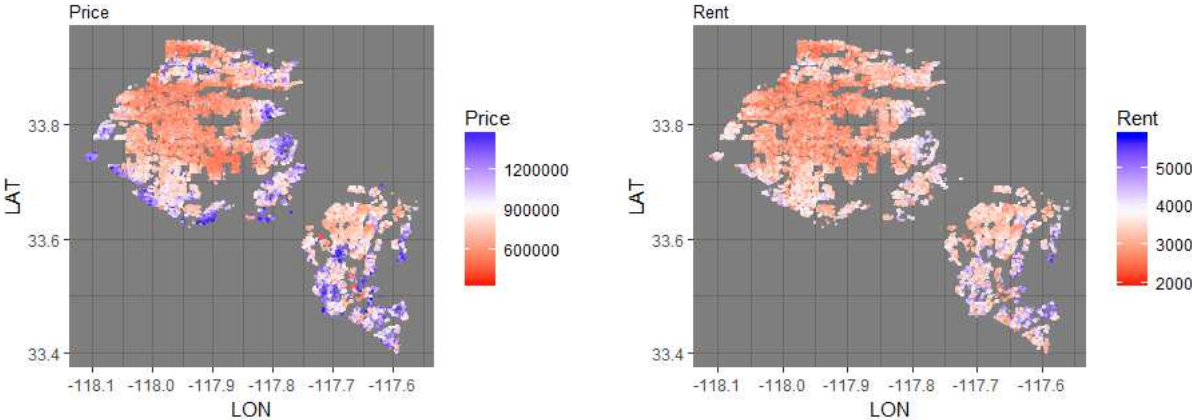 Price
LAT
33.8
33.6
33.4
-118.1 -118.0 -117.9 -117.8 -117.7 -117.6
LON
Price
1200000
900000
600000
Rent
LAT
33.8
33.6
33.4
-118.1 -118.0 -117.9 -117.8 -117.7 -117.6
LON
Rent
5000
4000
3000
2000